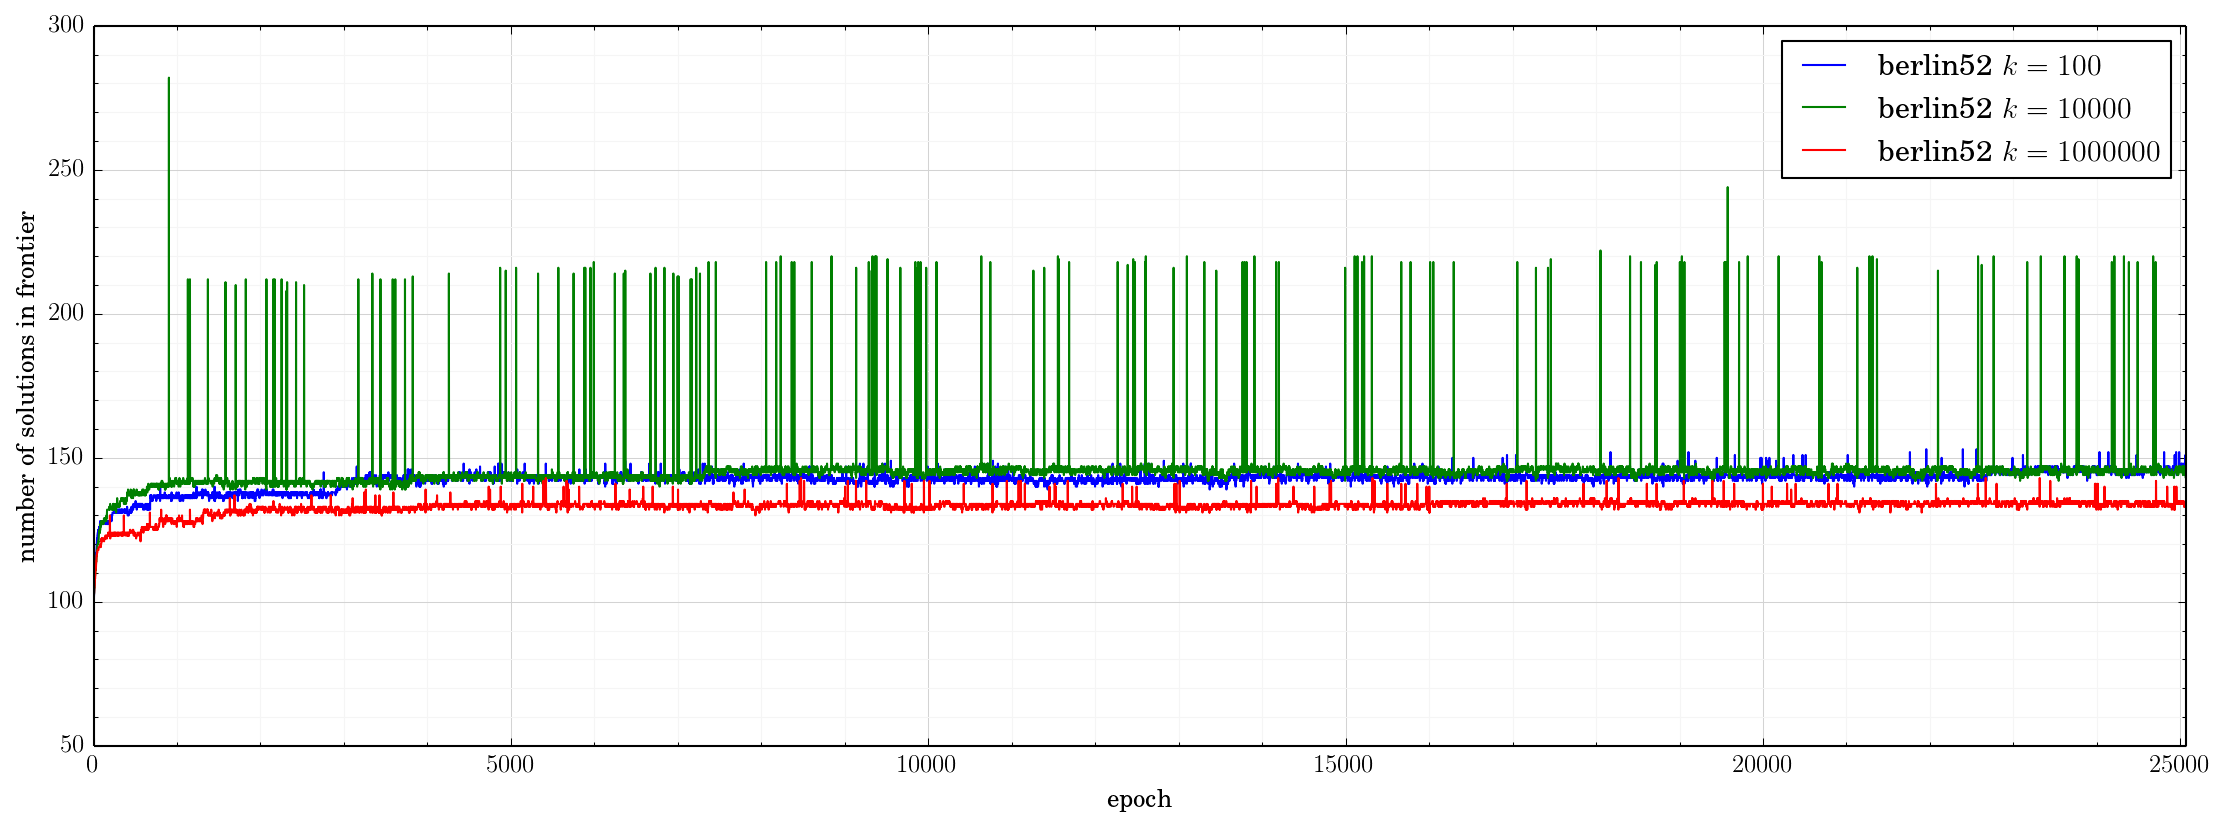 300
250
200
150
100
50
number of solutions in frontier
berlin52 k = 100
berlin52 k = 10000
berlin52 k = 1000000
0 5000 10000 15000 20000 25000
epoch